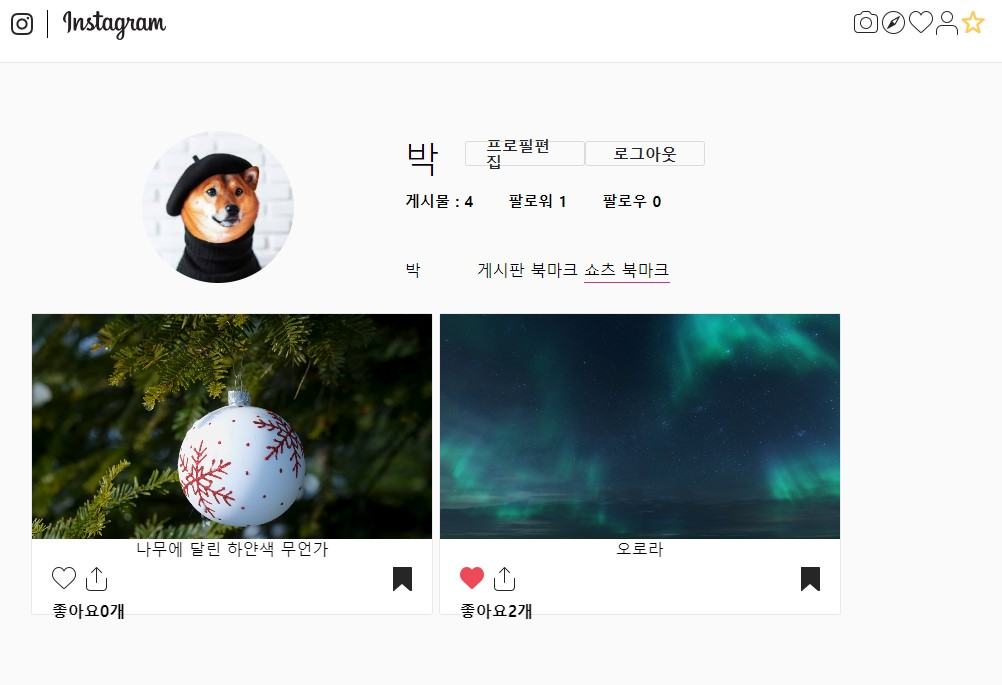 Instagram
박
프로필편
집
로그아웃
게시물 : 4 팔로워 1 팔로우 0
박 게시판 북마크 쇼츠 북마크
나무에 달린 하얀색 무언가
오로라
좋아요0개
좋아요2개